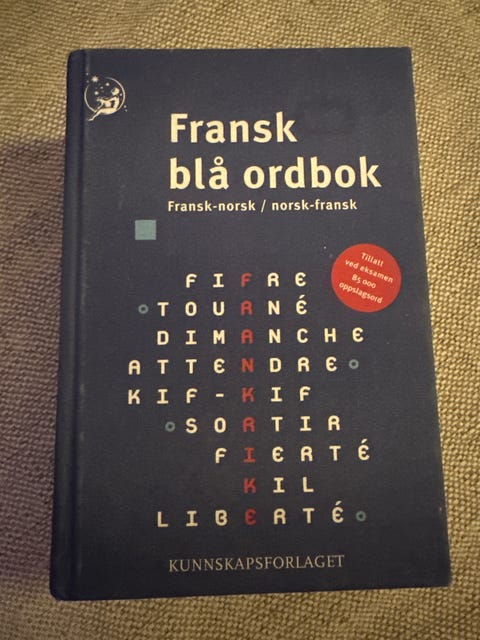 Fransk
blå ordbok
Fransk-norsk / norsk-fransk
Tillatt
ved eksamen
85 000
oppslagsord
FIFRE
TOURNÉ
DIMANCHE
ATTENDRE
KIF-KIF
SORTIR
FIERTÉ
KIL
LIBERTÉ
KUNNSKAPSFORLAGET